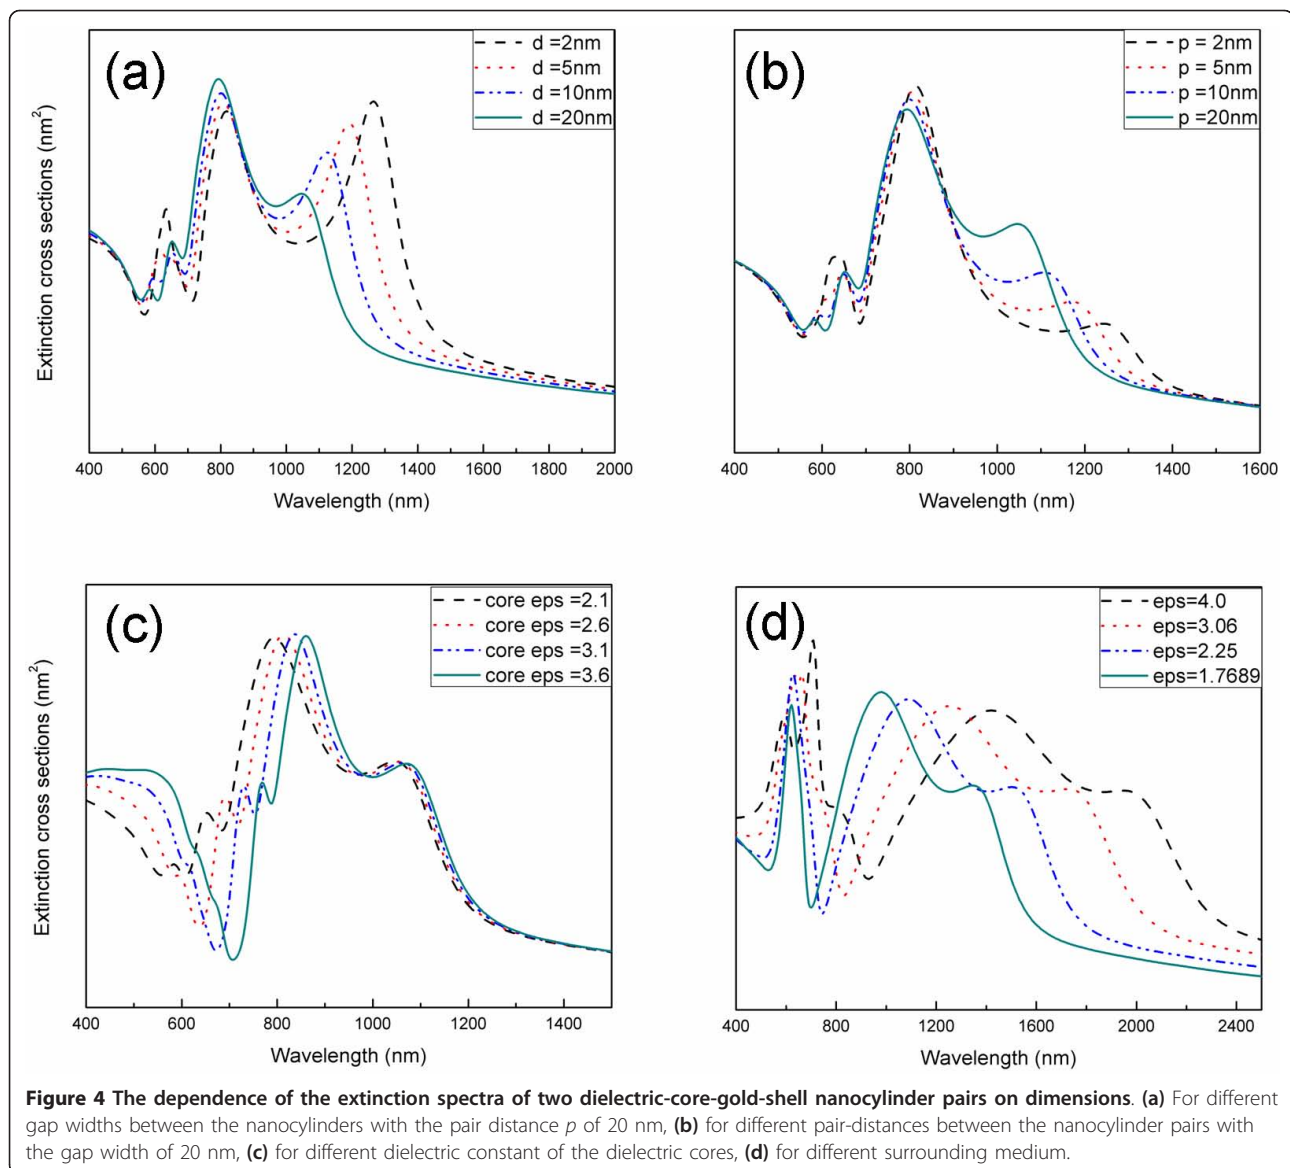 (a)
d =2nm
d =5nm
d =10nm
d =20nm
Extinction cross sections (nm²)
400 600 800 1000 1200 1400 1600 1800 2000
Wavelength (nm)
(b)
p = 2nm
p = 5nm
p =10nm
p =20nm
400 600 800 1000 1200 1400 1600
Wavelength (nm)
(c)
core eps =2.1
core eps =2.6
core eps =3.1
core eps =3.6
Extinction cross sections (nm²)
400 600 800 1000 1200 1400
Wavelength (nm)
(d)
eps=4.0
eps=3.06
eps=2.25
eps=1.7689
400 800 1200 1600 2000 2400
Wavelength (nm)
Figure 4 The dependence of the extinction spectra of two dielectric-core-gold-shell nanocylinder pairs on dimensions. (a) For different
gap widths between the nanocylinders with the pair distance p of 20 nm, (b) for different pair-distances between the nanocylinder pairs with
the gap width of 20 nm, (c) for different dielectric constant of the dielectric cores, (d) for different surrounding medium.